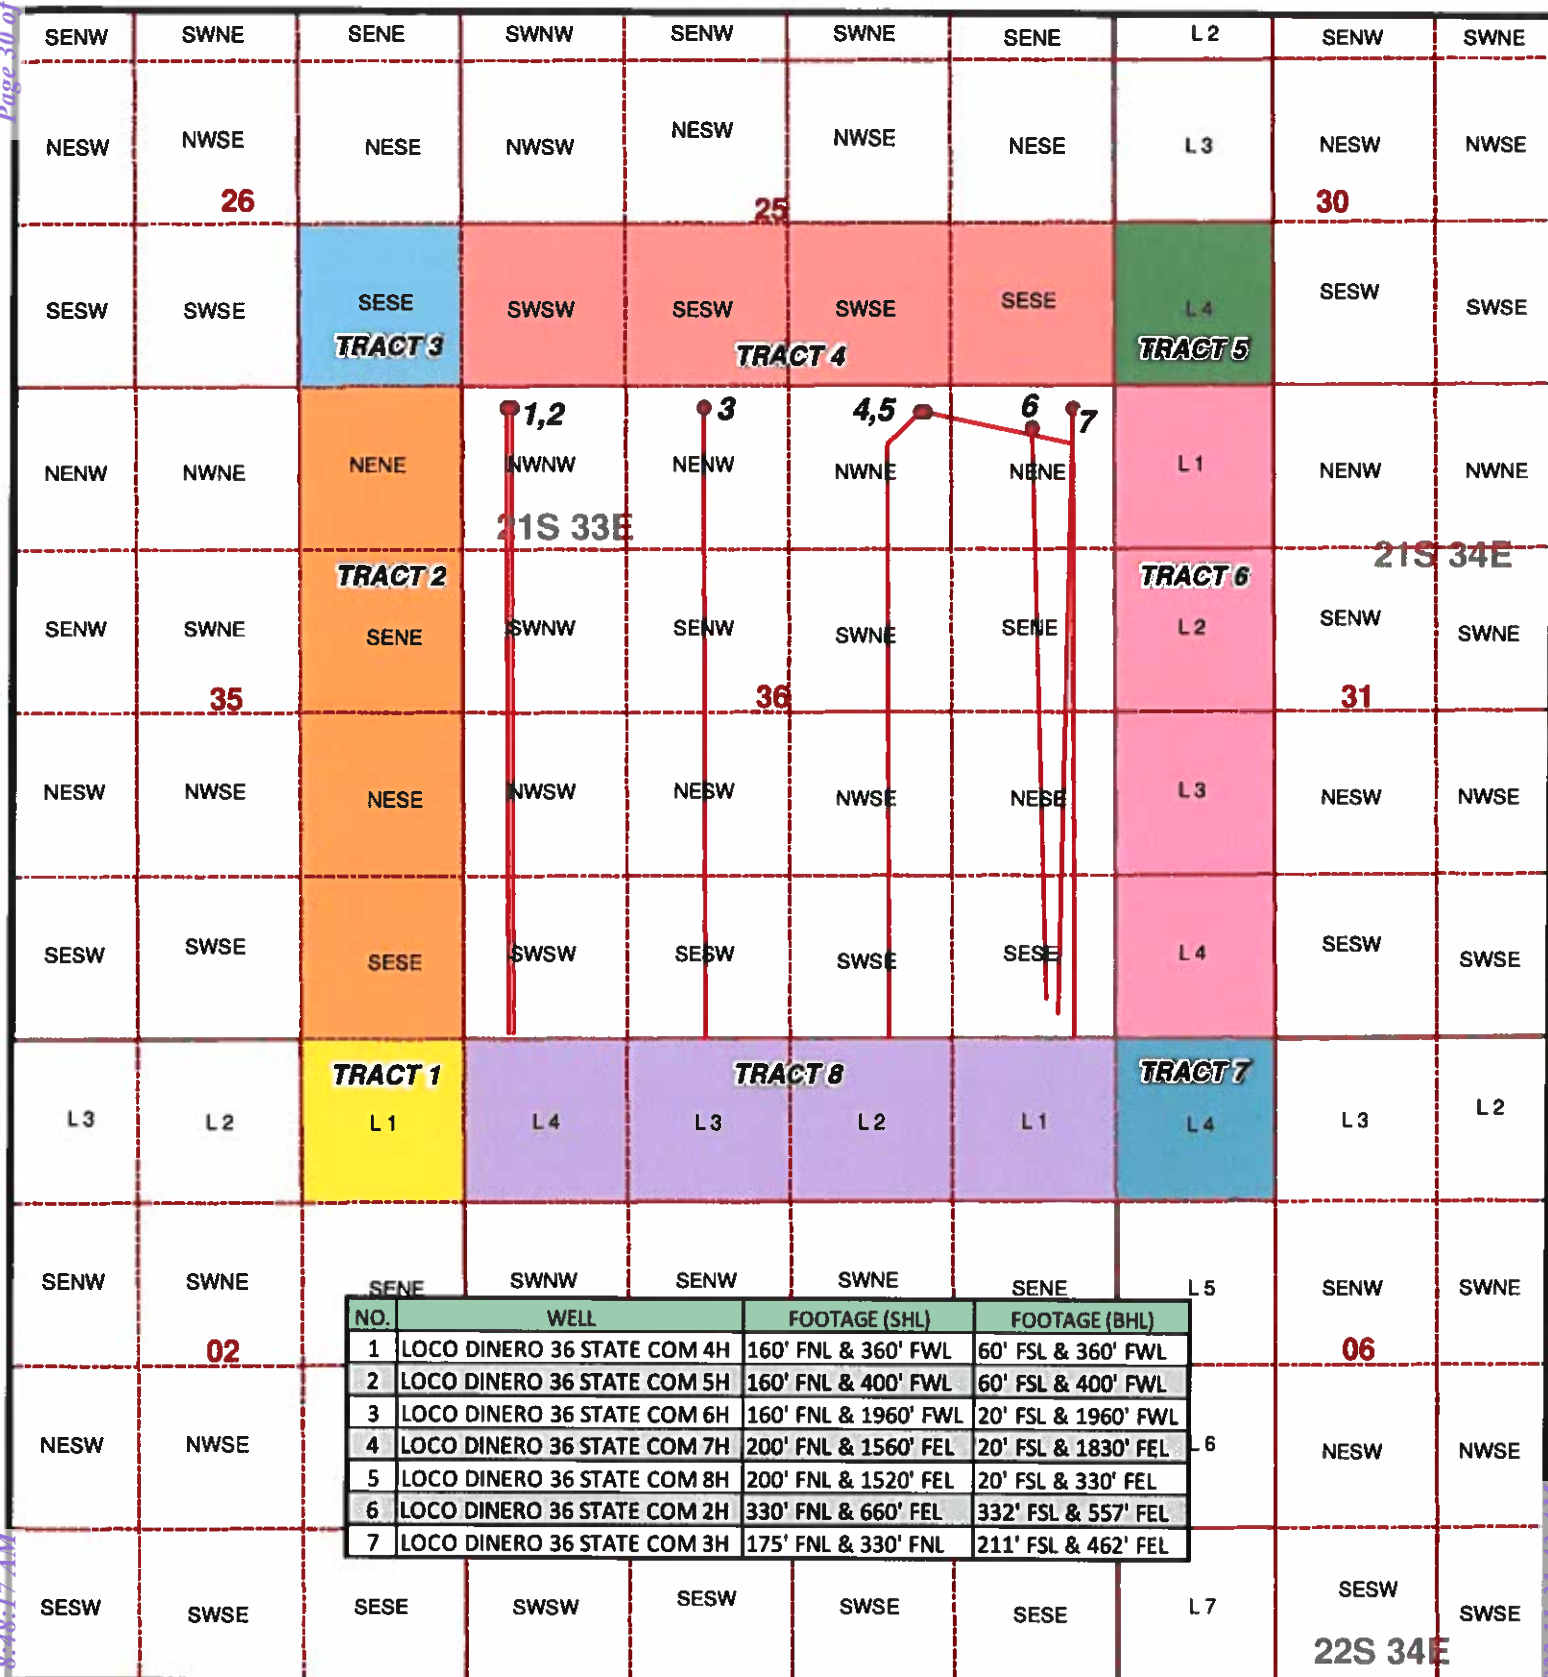 Page 30 of
SENW SWNE SENE SWNW SENW SWNE SENE L 2 SENW SWNE
NESW NWSE NESE NWSW NESW NWSE NESE L 3 NESW NWSE
26 25 30
SESW SWSE SESE SWSW SESW SWSE SESE L 4 SESW SWSE
TRACT 3 TRACT 4 TRACT 5
1,2 3 4,5 6 7
NENW NWNE NENE NWNW NENW NWNE NENE L 1 NENW NWNE
21S 33E 21S 34E
TRACT 2 TRACT 6
SENW SWNE SENE SWNW SENW SWNE SENE L 2 SENW SWNE
35 36 31
NESW NWSE NESE NWSW NESW NWSE NESE L 3 NESW NWSE
SESW SWSE SESE SWSW SESW SWSE SESE L 4 SESW SWSE
TRACT 1 TRACT 8 TRACT 7
L 3 L 2 L 1 L 4 L 3 L 2 L 1 L 4 L 3 L 2
SENW SWNE SENE SWNW SENW SWNE SENE L 5 SENW SWNE
02 06
NO. WELL FOOTAGE (SHL) FOOTAGE (BHL)
1 LOCO DINERO 36 STATE COM 4H 160' FNL & 360' FWL 60' FSL & 360' FWL
2 LOCO DINERO 36 STATE COM 5H 160' FNL & 400' FWL 60' FSL & 400' FWL
3 LOCO DINERO 36 STATE COM 6H 160' FNL & 1960' FWL 20' FSL & 1960' FWL
4 LOCO DINERO 36 STATE COM 7H 200' FNL & 1560' FEL 20' FSL & 1830' FEL
5 LOCO DINERO 36 STATE COM 8H 200' FNL & 1520' FEL 20' FSL & 330' FEL
6 LOCO DINERO 36 STATE COM 2H 330' FNL & 660' FEL 332' FSL & 557' FEL
7 LOCO DINERO 36 STATE COM 3H 175' FNL & 330' FNL 211' FSL & 462' FEL
NESW NWSE L 6 NESW NWSE
SESW SWSE SESE SWSW SESW SWSE SESE L 7 SESW SWSE
22S 34E
8:48:17 AM